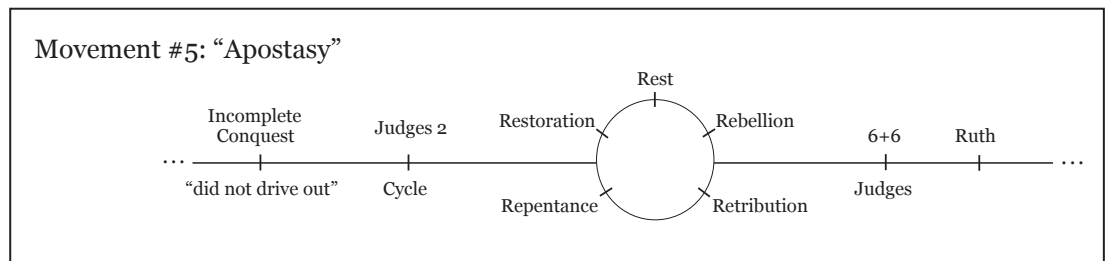 Movement #5: “Apostasy”
Rest
Incomplete
Conquest
Judges 2
Restoration
Rebellion
6+6
Ruth
...
...
“did not drive out”
Cycle
Repentance
Retribution
Judges